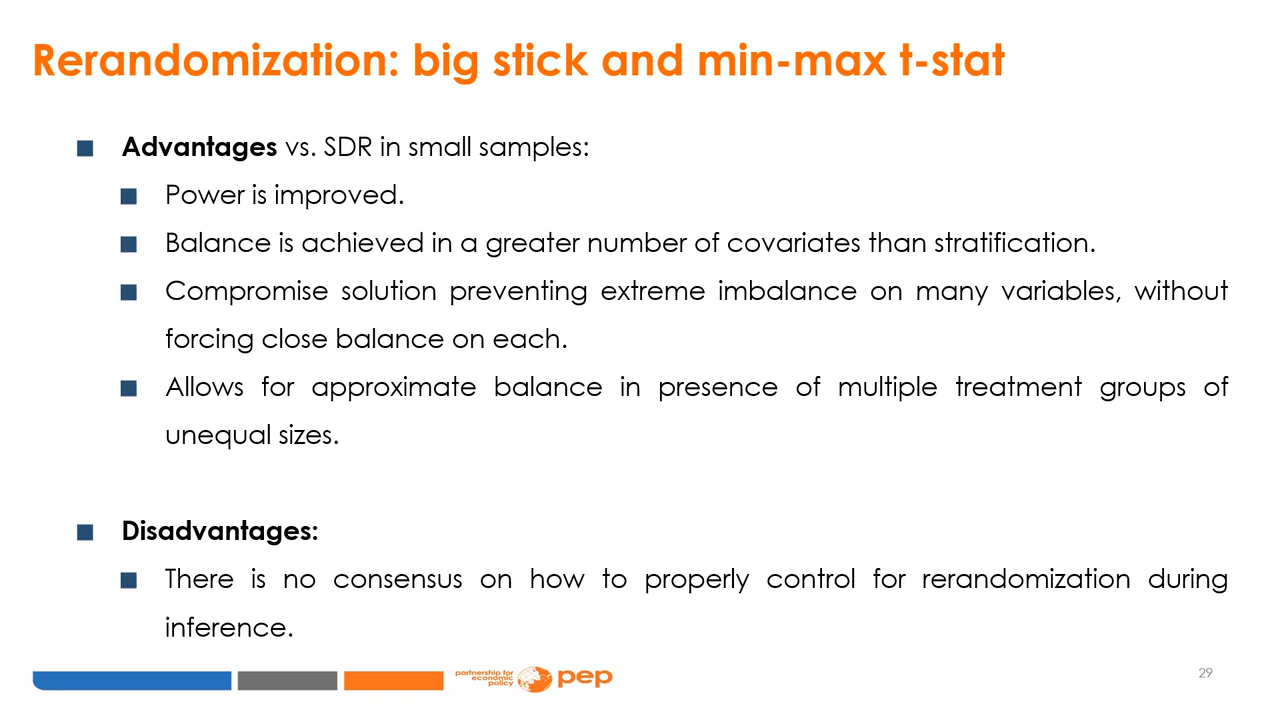 Rerandomization: big stick and min-max t-stat
Advantages vs. SDR in small samples:
Power is improved.
Balance is achieved in a greater number of covariates than stratification.
Compromise solution preventing extreme imbalance on many variables, without
forcing close balance on each.
Allows for approximate balance in presence of multiple treatment groups of
unequal sizes.
Disadvantages:
There is no consensus on how to properly control for rerandomization during
inference.
partnership for
economic
policy
pep
29